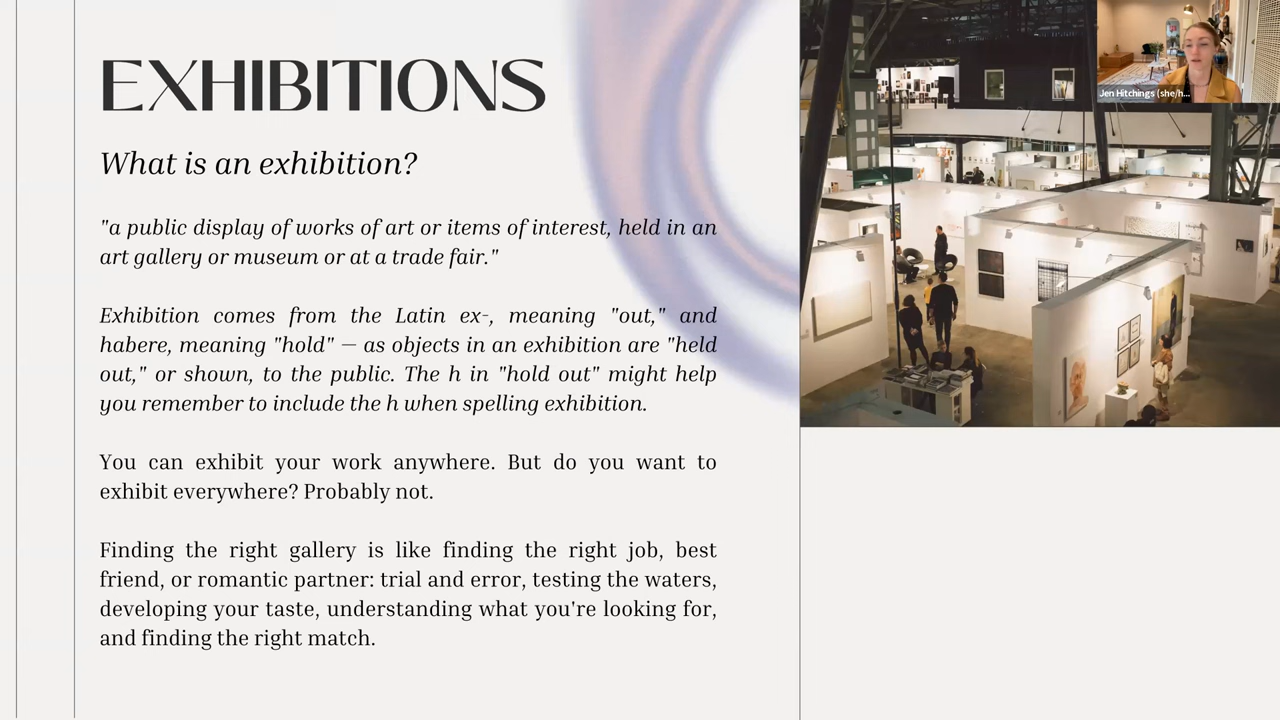 EXHIBITIONS
What is an exhibition?
"a public display of works of art or items of interest, held in an
art gallery or museum or at a trade fair."
Exhibition comes from the Latin ex-, meaning "out," and
habere, meaning "hold" — as objects in an exhibition are "held
out," or shown, to the public. The h in "hold out" might help
you remember to include the h when spelling exhibition.
You can exhibit your work anywhere. But do you want to
exhibit everywhere? Probably not.
Finding the right gallery is like finding the right job, best
friend, or romantic partner: trial and error, testing the waters,
developing your taste, understanding what you're looking for,
and finding the right match.
Jen Hitchings (she/h...